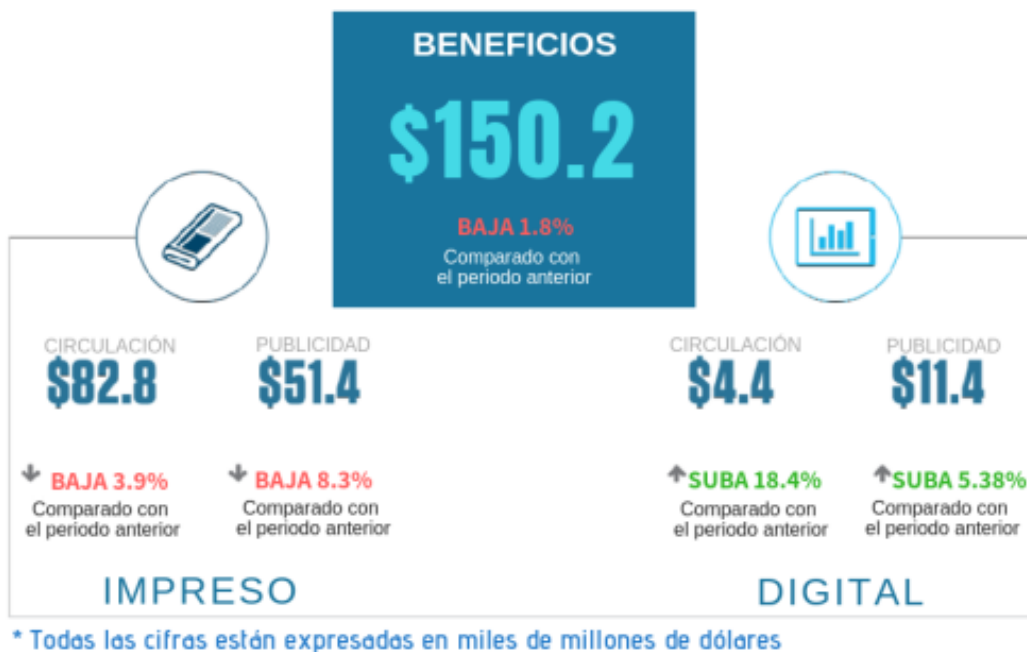 BENEFICIOS
$150.2
BAJA 1.8%
Comparado con
el periodo anterior
CIRCULACIÓN
$82.8
BAJA 3.9%
Comparado con
el periodo anterior
PUBLICIDAD
$51.4
BAJA 8.3%
Comparado con
el periodo anterior
IMPRESO
CIRCULACIÓN
$4.4
SUBA 18.4%
Comparado con
el periodo anterior
PUBLICIDAD
$11.4
SUBA 5.38%
Comparado con
el periodo anterior
DIGITAL
* Todas las cifras están expresadas en miles de millones de dólares